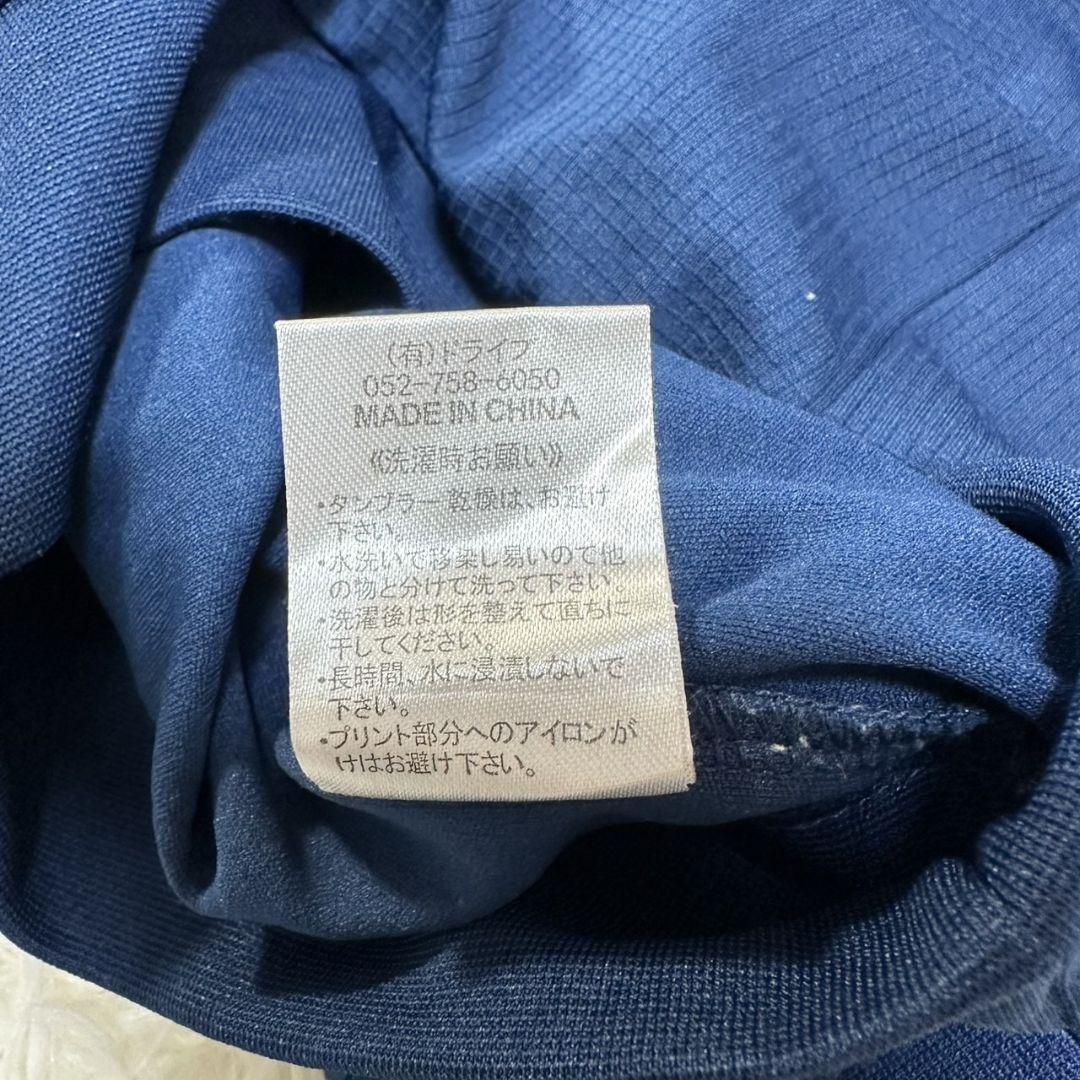 (有)ドライブ
052-758-6050
MADE IN CHINA
《洗濯時お願い》
・タンブラー乾燥は、お避け
下さい。
・水洗いで移染し易いので他
の物と分けて洗って下さい。
・洗濯後は形を整えて直ちに
干してください。
・長時間、水に浸漬しないで
下さい。
・プリント部分へのアイロンが
けはお避け下さい。